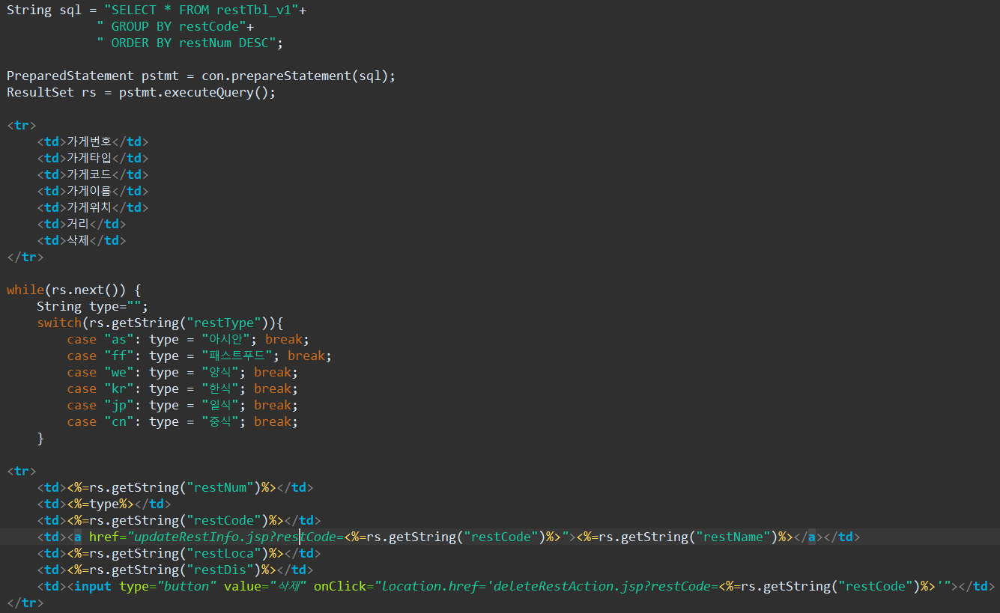 String sql = "SELECT * FROM restTbl_v1"+
" GROUP BY restCode"+
" ORDER BY restNum DESC";
PreparedStatement pstmt = con.prepareStatement(sql);
ResultSet rs = pstmt.executeQuery();
<tr>
<td>가게번호</td>
<td>가게타입</td>
<td>가게코드</td>
<td>가게이름</td>
<td>가게위치</td>
<td>거리</td>
<td>삭제</td>
</tr>
while(rs.next()) {
String type="";
switch(rs.getString("restType")){
case "as": type = "아시안"; break;
case "ff": type = "패스트푸드"; break;
case "we": type = "양식"; break;
case "kr": type = "한식"; break;
case "jp": type = "일식"; break;
case "cn": type = "중식"; break;
}
<tr>
<td><%=rs.getString("restNum")%></td>
<td><%=type%></td>
<td><%=rs.getString("restCode")%></td>
<td><a href="updateRestInfo.jsp?restCode=<%=rs.getString("restCode")%>"><%=rs.getString("restName")%></a></td>
<td><%=rs.getString("restLoca")%></td>
<td><%=rs.getString("restDis")%></td>
<td><input type="button" value="삭제" onClick="location.href='deleteRestAction.jsp?restCode=<%=rs.getString("restCode")%>'"></td>
</tr>